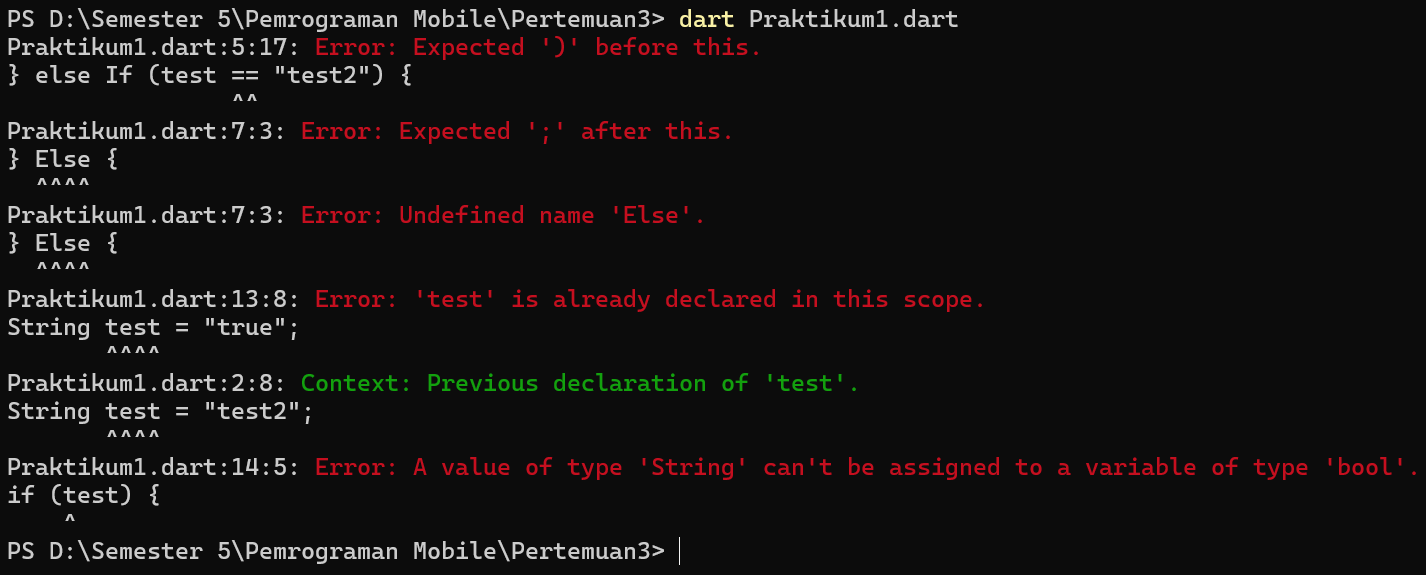 PS D:\Semester 5\Pemrograman Mobile\Pertemuan3> dart Praktikum1.dart
Praktikum1.dart:5:17: Error: Expected ')' before this.
} else If (test == "test2") {
                ^^
Praktikum1.dart:7:3: Error: Expected ';' after this.
} Else {
  ^^^^
Praktikum1.dart:7:3: Error: Undefined name 'Else'.
} Else {
  ^^^^
Praktikum1.dart:13:8: Error: 'test' is already declared in this scope.
String test = "true";
       ^^^^
Praktikum1.dart:2:8: Context: Previous declaration of 'test'.
String test = "test2";
       ^^^^
Praktikum1.dart:14:5: Error: A value of type 'String' can't be assigned to a variable of type 'bool'.
if (test) {
    ^
PS D:\Semester 5\Pemrograman Mobile\Pertemuan3>